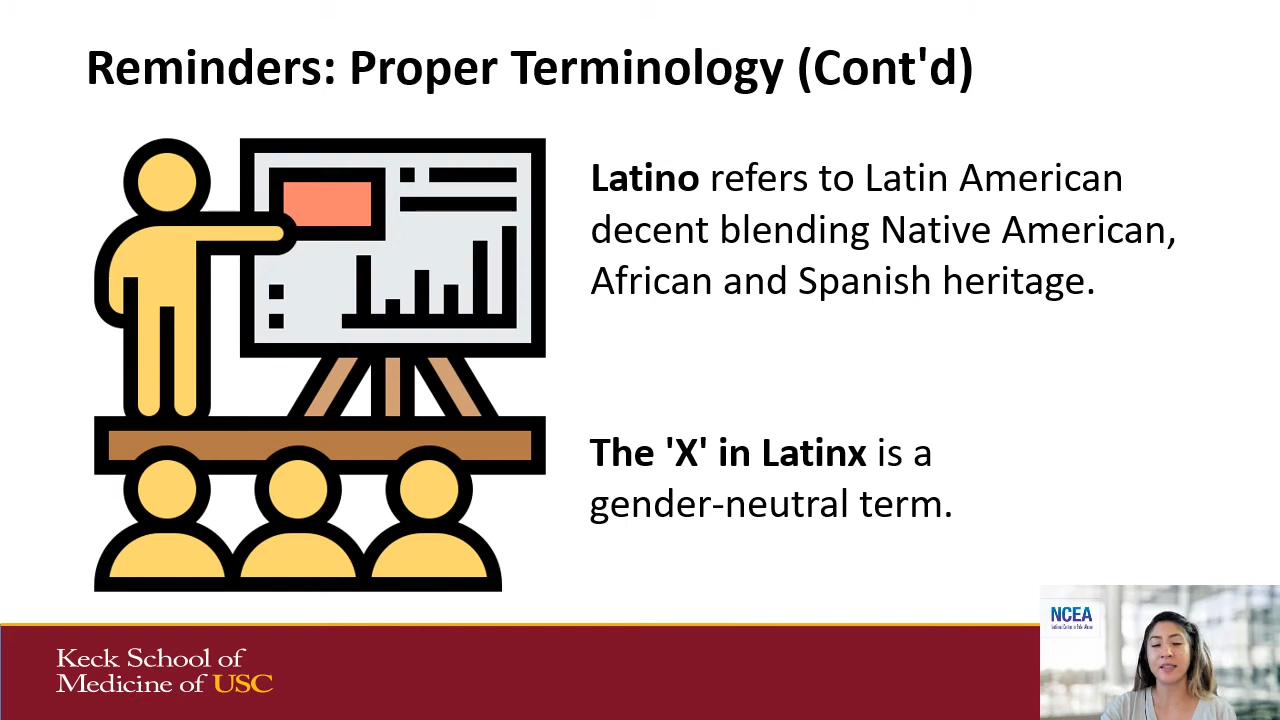 Reminders: Proper Terminology (Cont'd)
Latino refers to Latin American
decent blending Native American,
African and Spanish heritage.
The 'X' in Latinx is a
gender-neutral term.
Keck School of
Medicine of USC
NCEA